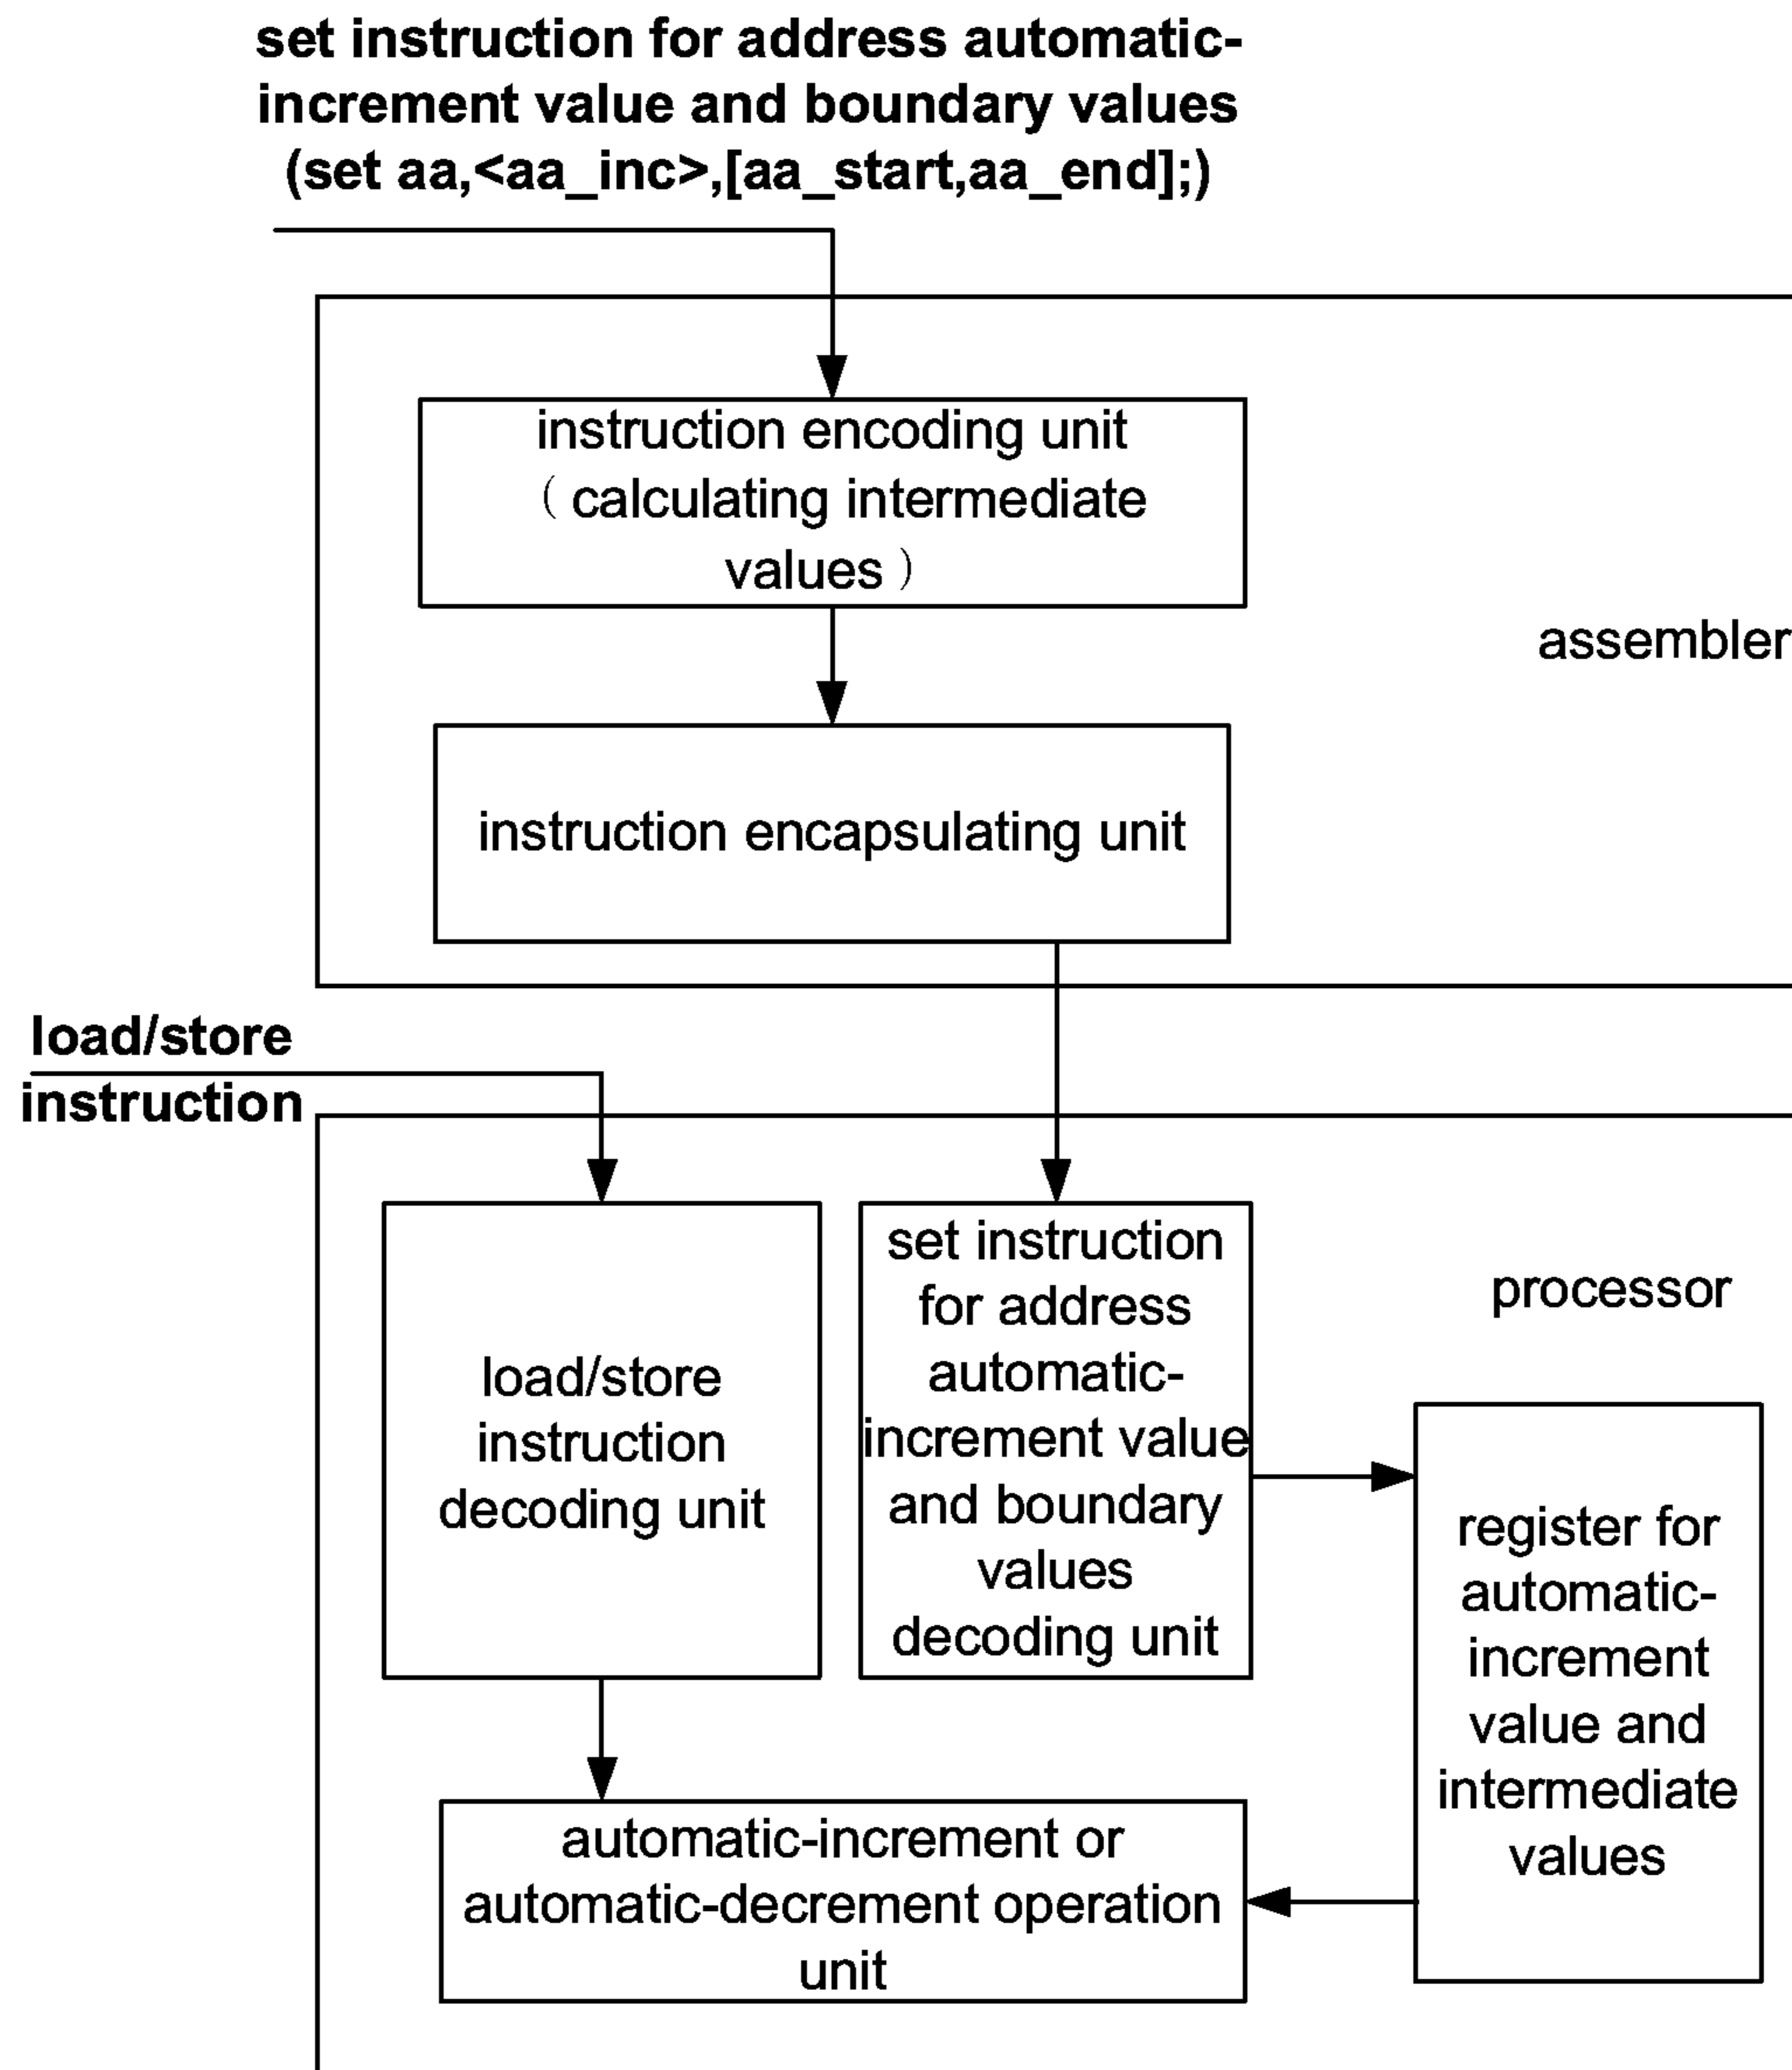 set instruction for address automatic-
increment value and boundary values
(set aa,<aa_inc>,[aa_start,aa_end];)
instruction encoding unit
（calculating intermediate
values）
assembler
instruction encapsulating unit
load/store
instruction
load/store
instruction
decoding unit
set instruction
for address
automatic-
increment value
and boundary
values
decoding unit
processor
register for
automatic-
increment
value and
intermediate
values
automatic-increment or
automatic-decrement operation
unit